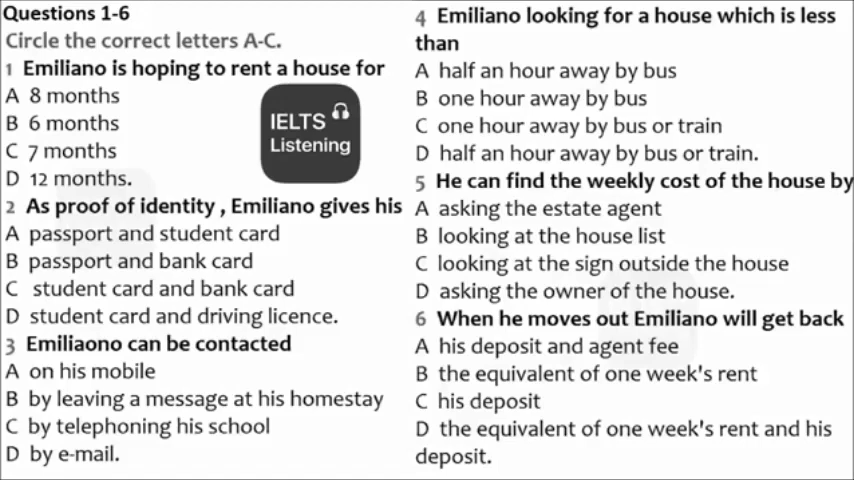 Questions 1-6
Circle the correct letters A-C.
1 Emiliano is hoping to rent a house for
A 8 months
B 6 months
C 7 months
D 12 months.
IELTS
Listening
2 As proof of identity , Emiliano gives his
A passport and student card
B passport and bank card
C student card and bank card
D student card and driving licence.
3 Emiliaono can be contacted
A on his mobile
B by leaving a message at his homestay
C by telephoning his school
D by e-mail.
4 Emiliano looking for a house which is less
than
A half an hour away by bus
B one hour away by bus
C one hour away by bus or train
D half an hour away by bus or train.
5 He can find the weekly cost of the house by
A asking the estate agent
B looking at the house list
C looking at the sign outside the house
D asking the owner of the house.
6 When he moves out Emiliano will get back
A his deposit and agent fee
B the equivalent of one week's rent
C his deposit
D the equivalent of one week's rent and his
deposit.